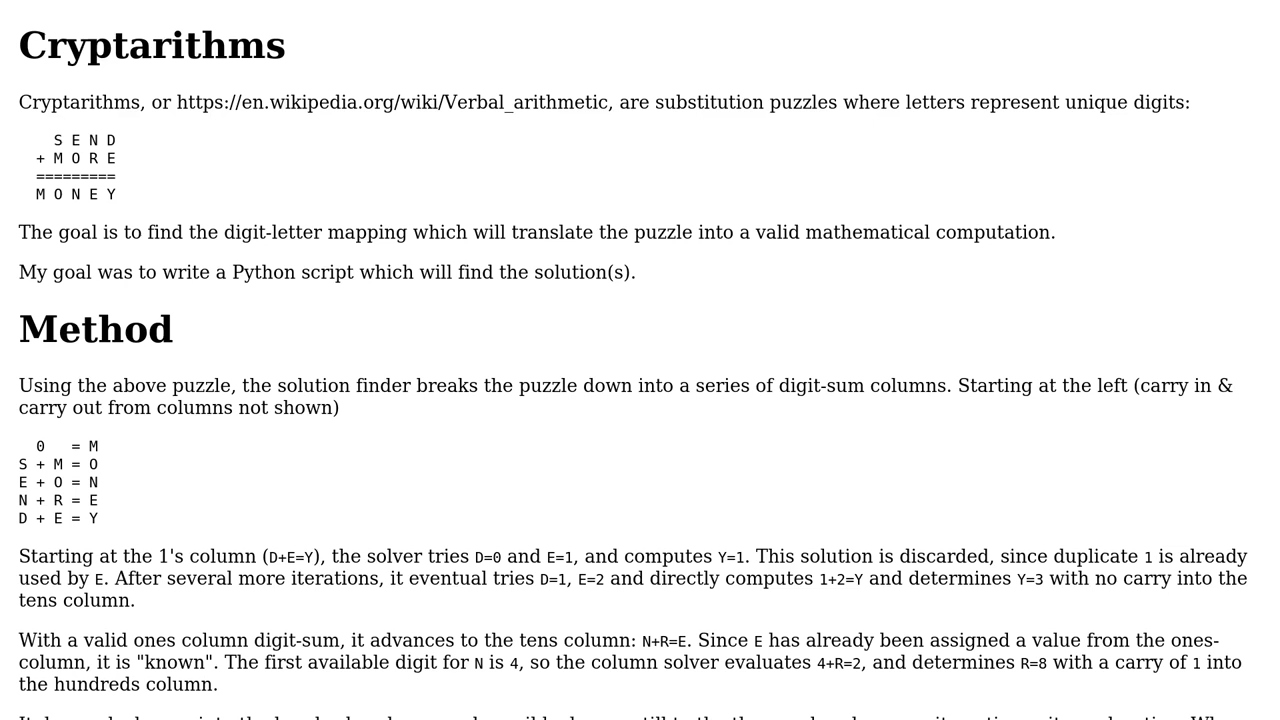 Cryptarithms
Cryptarithms, or https://en.wikipedia.org/wiki/Verbal_arithmetic, are substitution puzzles where letters represent unique digits:
S E N D
+ M O R E
=========
M O N E Y
The goal is to find the digit-letter mapping which will translate the puzzle into a valid mathematical computation.
My goal was to write a Python script which will find the solution(s).
Method
Using the above puzzle, the solution finder breaks the puzzle down into a series of digit-sum columns. Starting at the left (carry in &
carry out from columns not shown)
0   = M
S + M = O
E + O = N
N + R = E
D + E = Y
Starting at the 1's column (D+E=Y), the solver tries D=0 and E=1, and computes Y=1. This solution is discarded, since duplicate 1 is already
used by E. After several more iterations, it eventual tries D=1, E=2 and directly computes 1+2=Y and determines Y=3 with no carry into the
tens column.
With a valid ones column digit-sum, it advances to the tens column: N+R=E. Since E has already been assigned a value from the ones-
column, it is "known". The first available digit for N is 4, so the column solver evaluates 4+R=2, and determines R=8 with a carry of 1 into
the hundreds column.